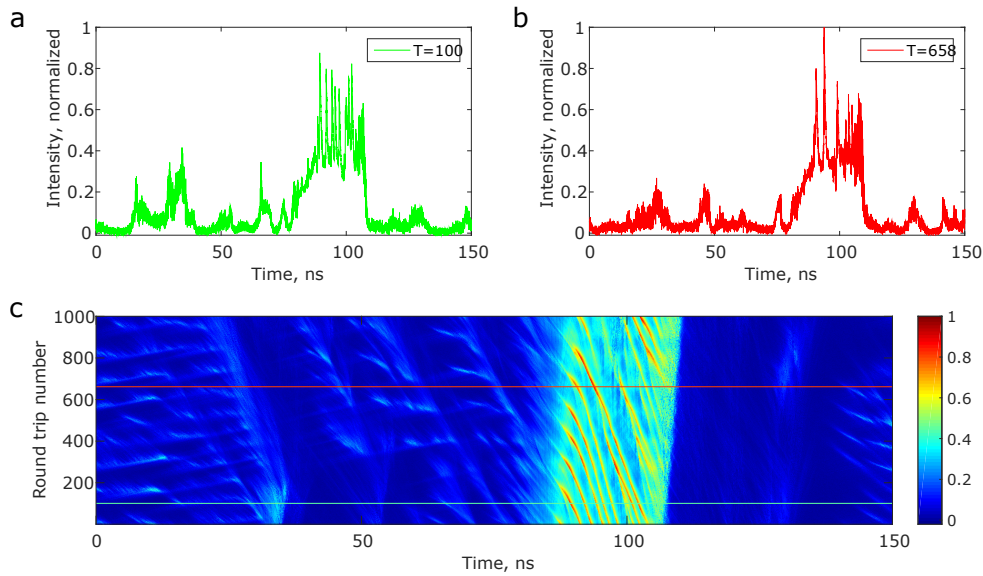 a
Intensity, normalized
1
0.8
0.6
0.4
0.2
0
0 50 100 150
Time, ns
T=100
b
Intensity, normalized
1
0.8
0.6
0.4
0.2
0
0 50 100 150
Time, ns
T=658
c
Round trip number
1000
800
600
400
200
0 50 100 150
Time, ns
1
0.8
0.6
0.4
0.2
0